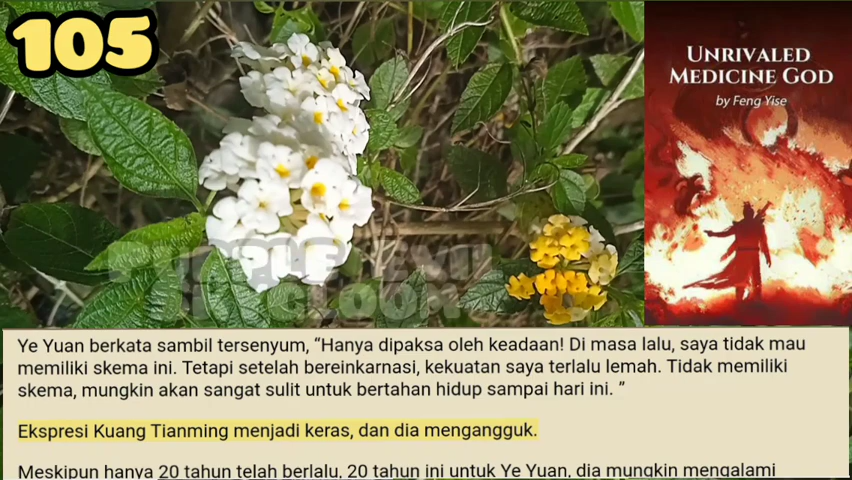 105
UNRIVALED
MEDICINE GOD
by Feng Yise
Ye Yuan berkata sambil tersenyum, “Hanya dipaksa oleh keadaan! Di masa lalu, saya tidak mau
memiliki skema ini. Tetapi setelah bereinkarnasi, kekuatan saya terlalu lemah. Tidak memiliki
skema, mungkin akan sangat sulit untuk bertahan hidup sampai hari ini. ”
Ekspresi Kuang Tianming menjadi keras, dan dia mengangguk.
Meskipun hanya 20 tahun telah berlalu, 20 tahun ini untuk Ye Yuan, dia mungkin mengalami